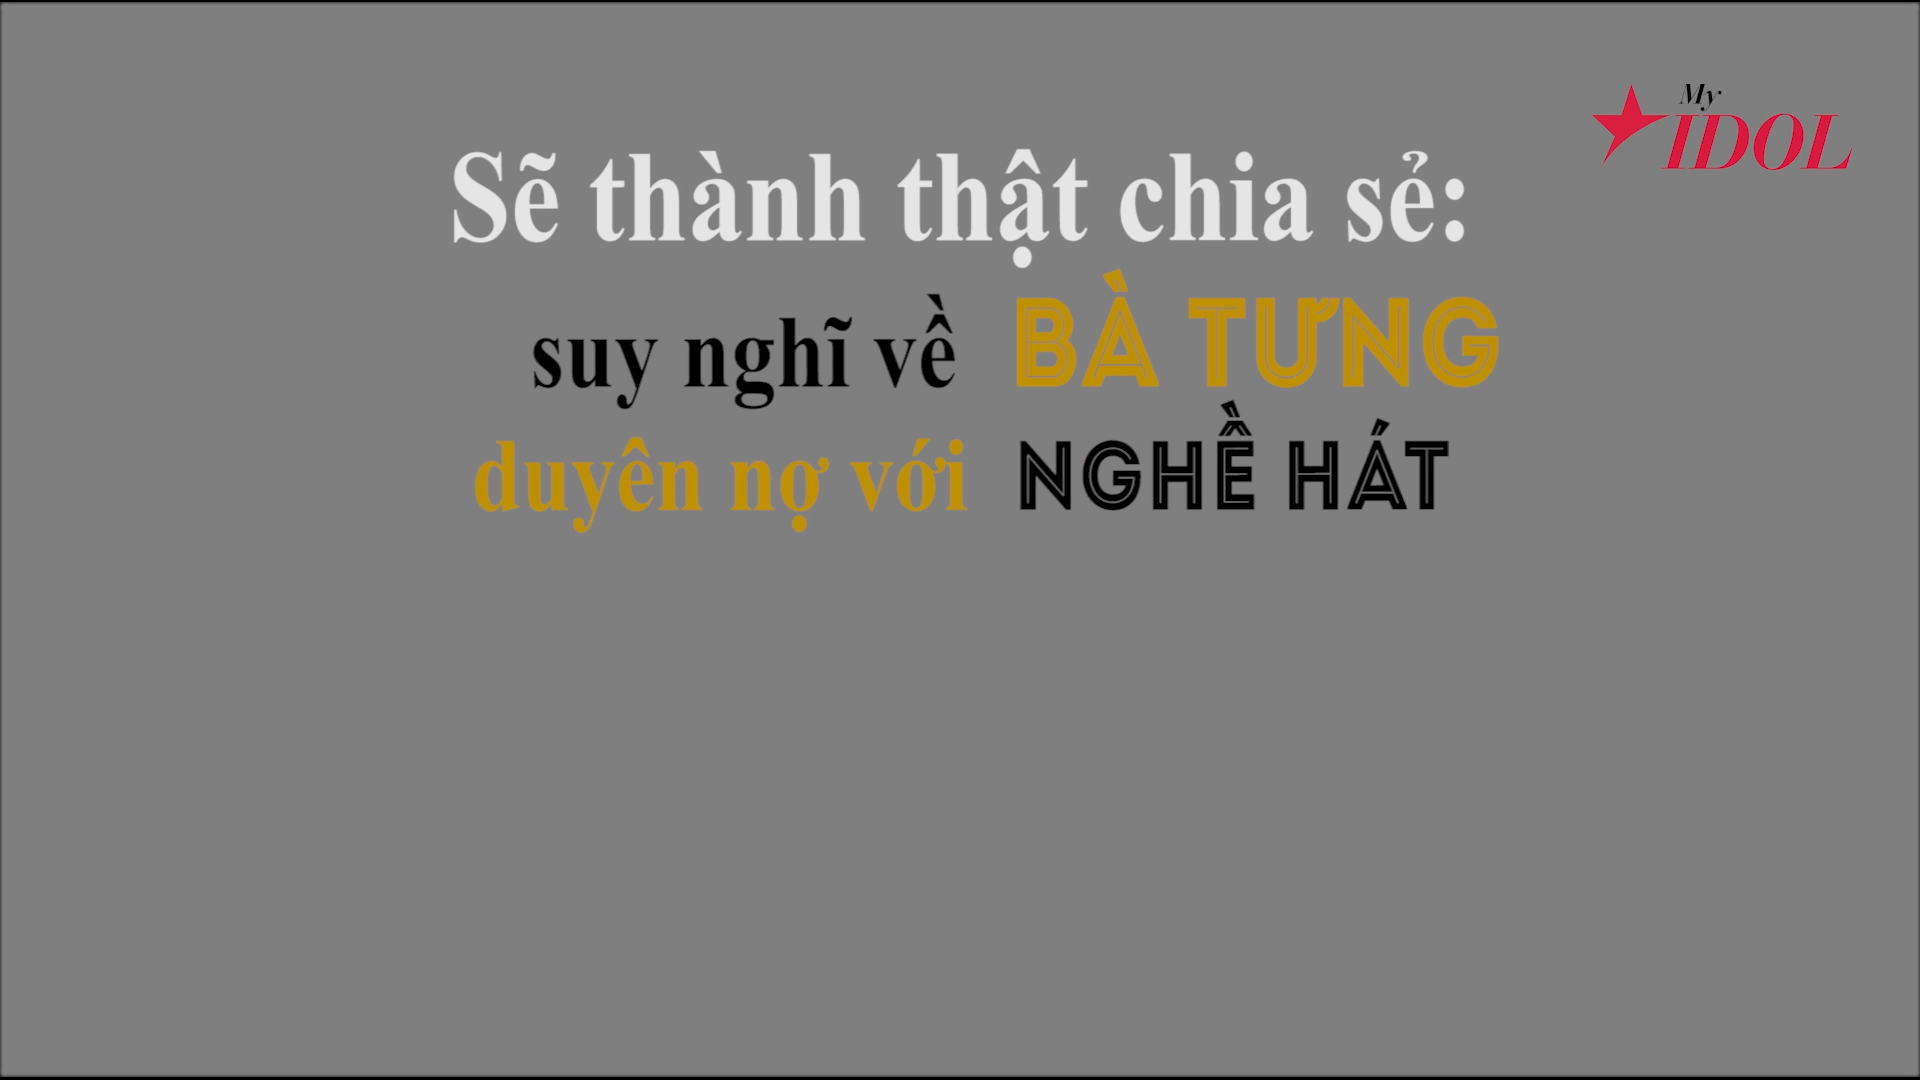 My
IDOL
Sẽ thành thật chia sẻ:
suy nghĩ về BÀ TƯNG
duyên nợ với NGHỀ HÁT